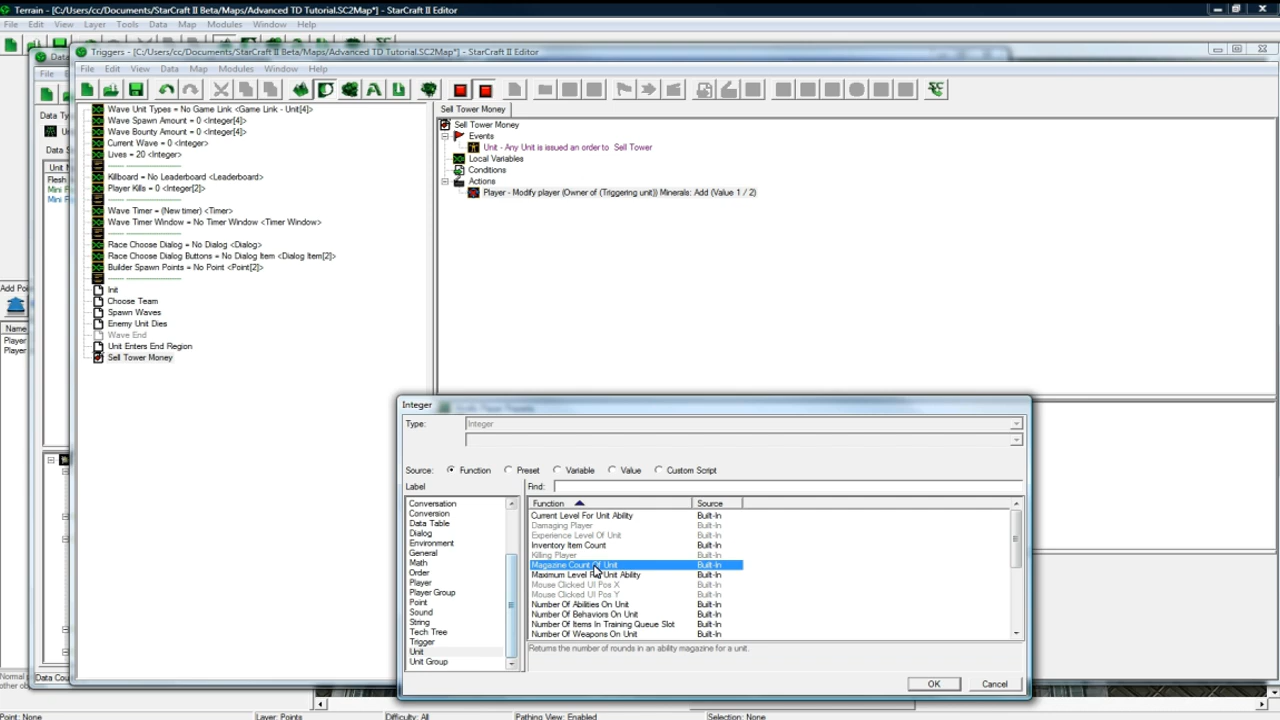 Terrain - [C:/Users/cc/Documents/StarCraft II Beta/Maps/Advanced TD Tutorial.SC2Map*] - StarCraft II Editor
File Edit View Layer Tools Data Map Modules Window Help
Data
Triggers - [C:/Users/cc/Documents/StarCraft II Beta/Maps/Advanced TD Tutorial.SC2Map*] - StarCraft II Editor
File
File Edit View Data Map Modules Window Help
Data Ty
Un
Data S
Unit N
Flesh
Mini F
Mini F
Wave Unit Types = No Game Link <Game Link - Unit[4]>
Wave Spawn Amount = 0 <Integer[4]>
Wave Bounty Amount = 0 <Integer[4]>
Current Wave = 0 <Integer>
Lives = 20 <Integer>
Killboard = No Leaderboard <Leaderboard>
Player Kills = 0 <Integer[2]>
Wave Timer = (New timer) <Timer>
Wave Timer Window = No Timer Window <Timer Window>
Race Choose Dialog = No Dialog <Dialog>
Race Choose Dialog Buttons = No Dialog Item <Dialog Item[2]>
Builder Spawn Points = No Point <Point[2]>
Init
Choose Team
Spawn Waves
Enemy Unit Dies
Wave End
Unit Enters End Region
Sell Tower Money
Sell Tower Money
Sell Tower Money
Events
Unit - Any Unit is issued an order to Sell Tower
Local Variables
Conditions
Actions
Player - Modify player (Owner of (Triggering unit)) Minerals: Add (Value 1 / 2)
Add Poi
Name
Player
Player
Integer
Type: Integer
Source: Function Preset Variable Value Custom Script
Label
Conversation
Conversion
Data Table
Dialog
Environment
General
Math
Order
Player
Player Group
Point
Sound
String
Tech Tree
Trigger
Unit
Unit Group
Find:
Function Source
Current Level For Unit Ability Built-In
Damaging Player Built-In
Experience Level Of Unit Built-In
Inventory Item Count Built-In
Killing Player Built-In
Magazine Count Of Unit Built-In
Maximum Level For Unit Ability Built-In
Mouse Clicked UI Pos X Built-In
Mouse Clicked UI Pos Y Built-In
Number Of Abilities On Unit Built-In
Number Of Behaviors On Unit Built-In
Number Of Items In Training Queue Slot Built-In
Number Of Weapons On Unit Built-In
Returns the number of rounds in an ability magazine for a unit.
OK Cancel
Normal p
other ob
Data Cou
Point: None Layer: Points Difficulty: All Pathing View: Enabled Selection: None